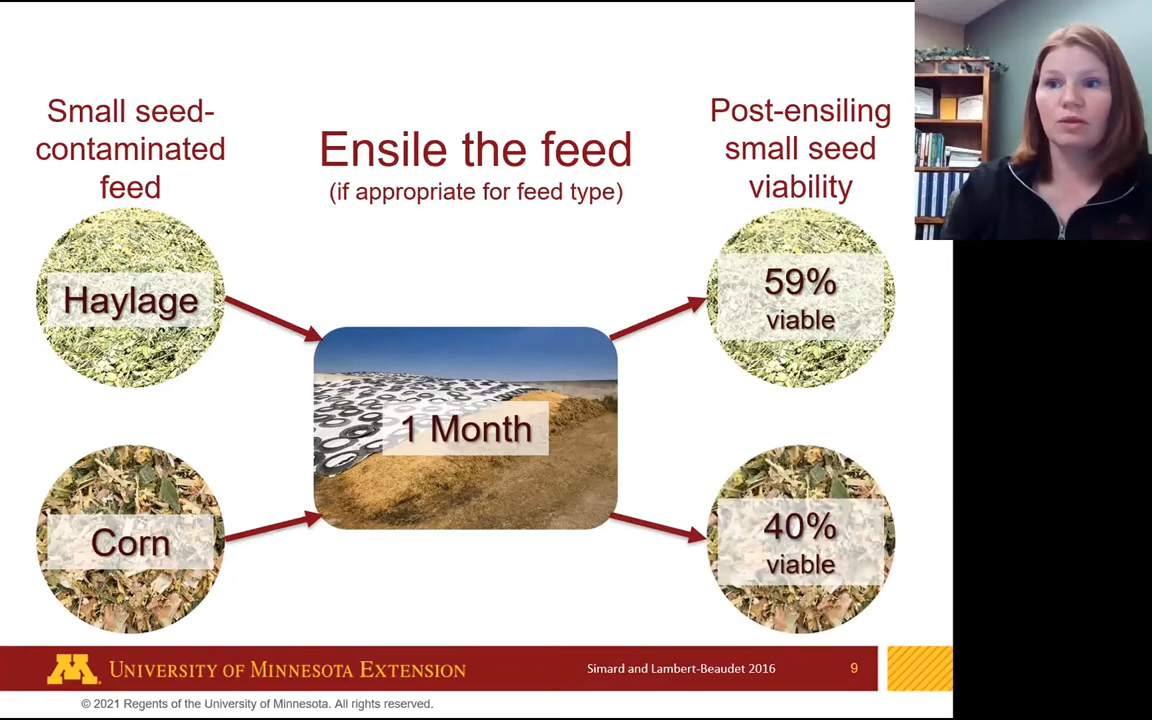 Small seed-
contaminated
feed
Ensile the feed
(if appropriate for feed type)
Post-ensiling
small seed
viability
Haylage
59%
viable
1 Month
Corn
40%
viable
UNIVERSITY OF MINNESOTA EXTENSION
Simard and Lambert-Beaudet 2016
9
© 2021 Regents of the University of Minnesota. All rights reserved.